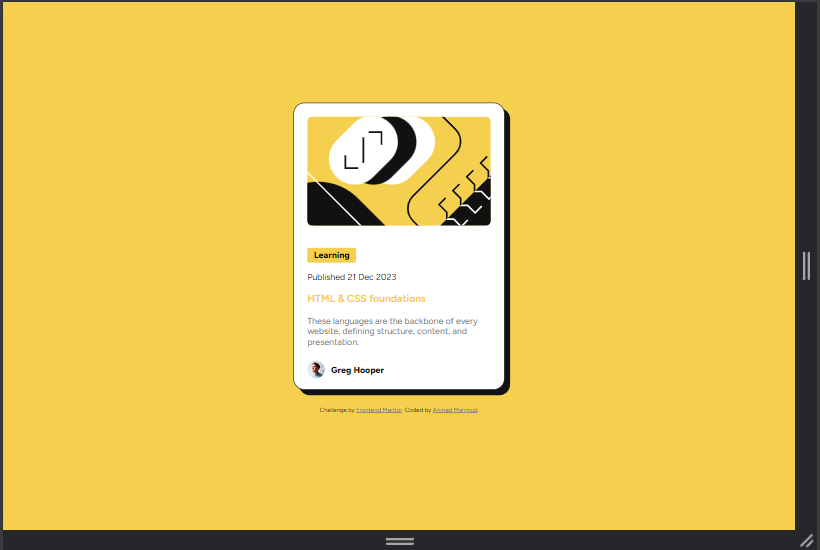 Learning
Published 21 Dec 2023
HTML & CSS foundations
These languages are the backbone of every
website, defining structure, content, and
presentation.
Greg Hooper
Challenge by Frontend Mentor. Coded by Ahmed Mahmud.